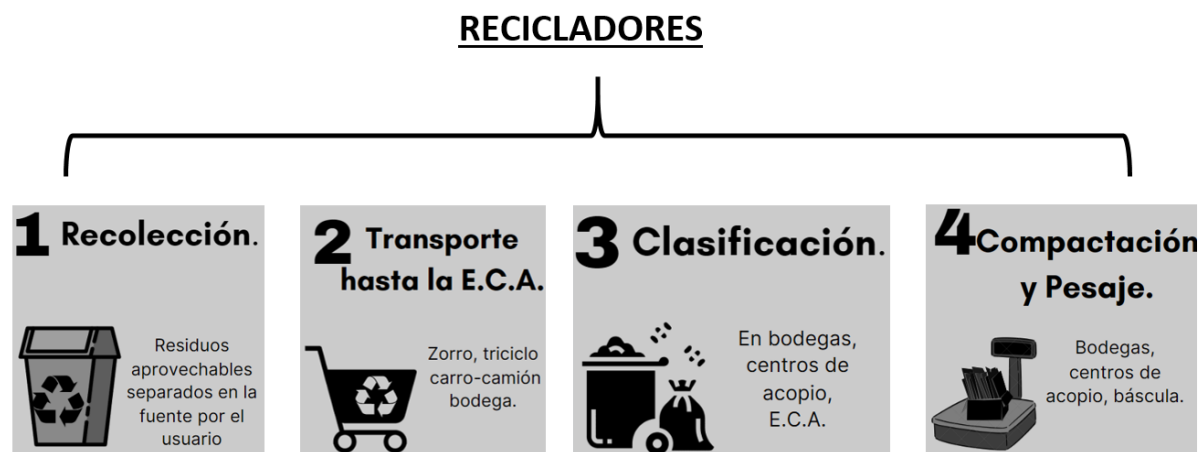 RECICLADORES
1 Recolección.
Residuos
aprovechables
separados en la
fuente por el
usuario
2 Transporte
hasta la E.C.A.
Zorro, triciclo
carro-camión
bodega.
3 Clasificación.
En bodegas,
centros de
acopio,
E.C.A.
4 Compactación
y Pesaje.
Bodegas,
centros de
acopio, báscula.